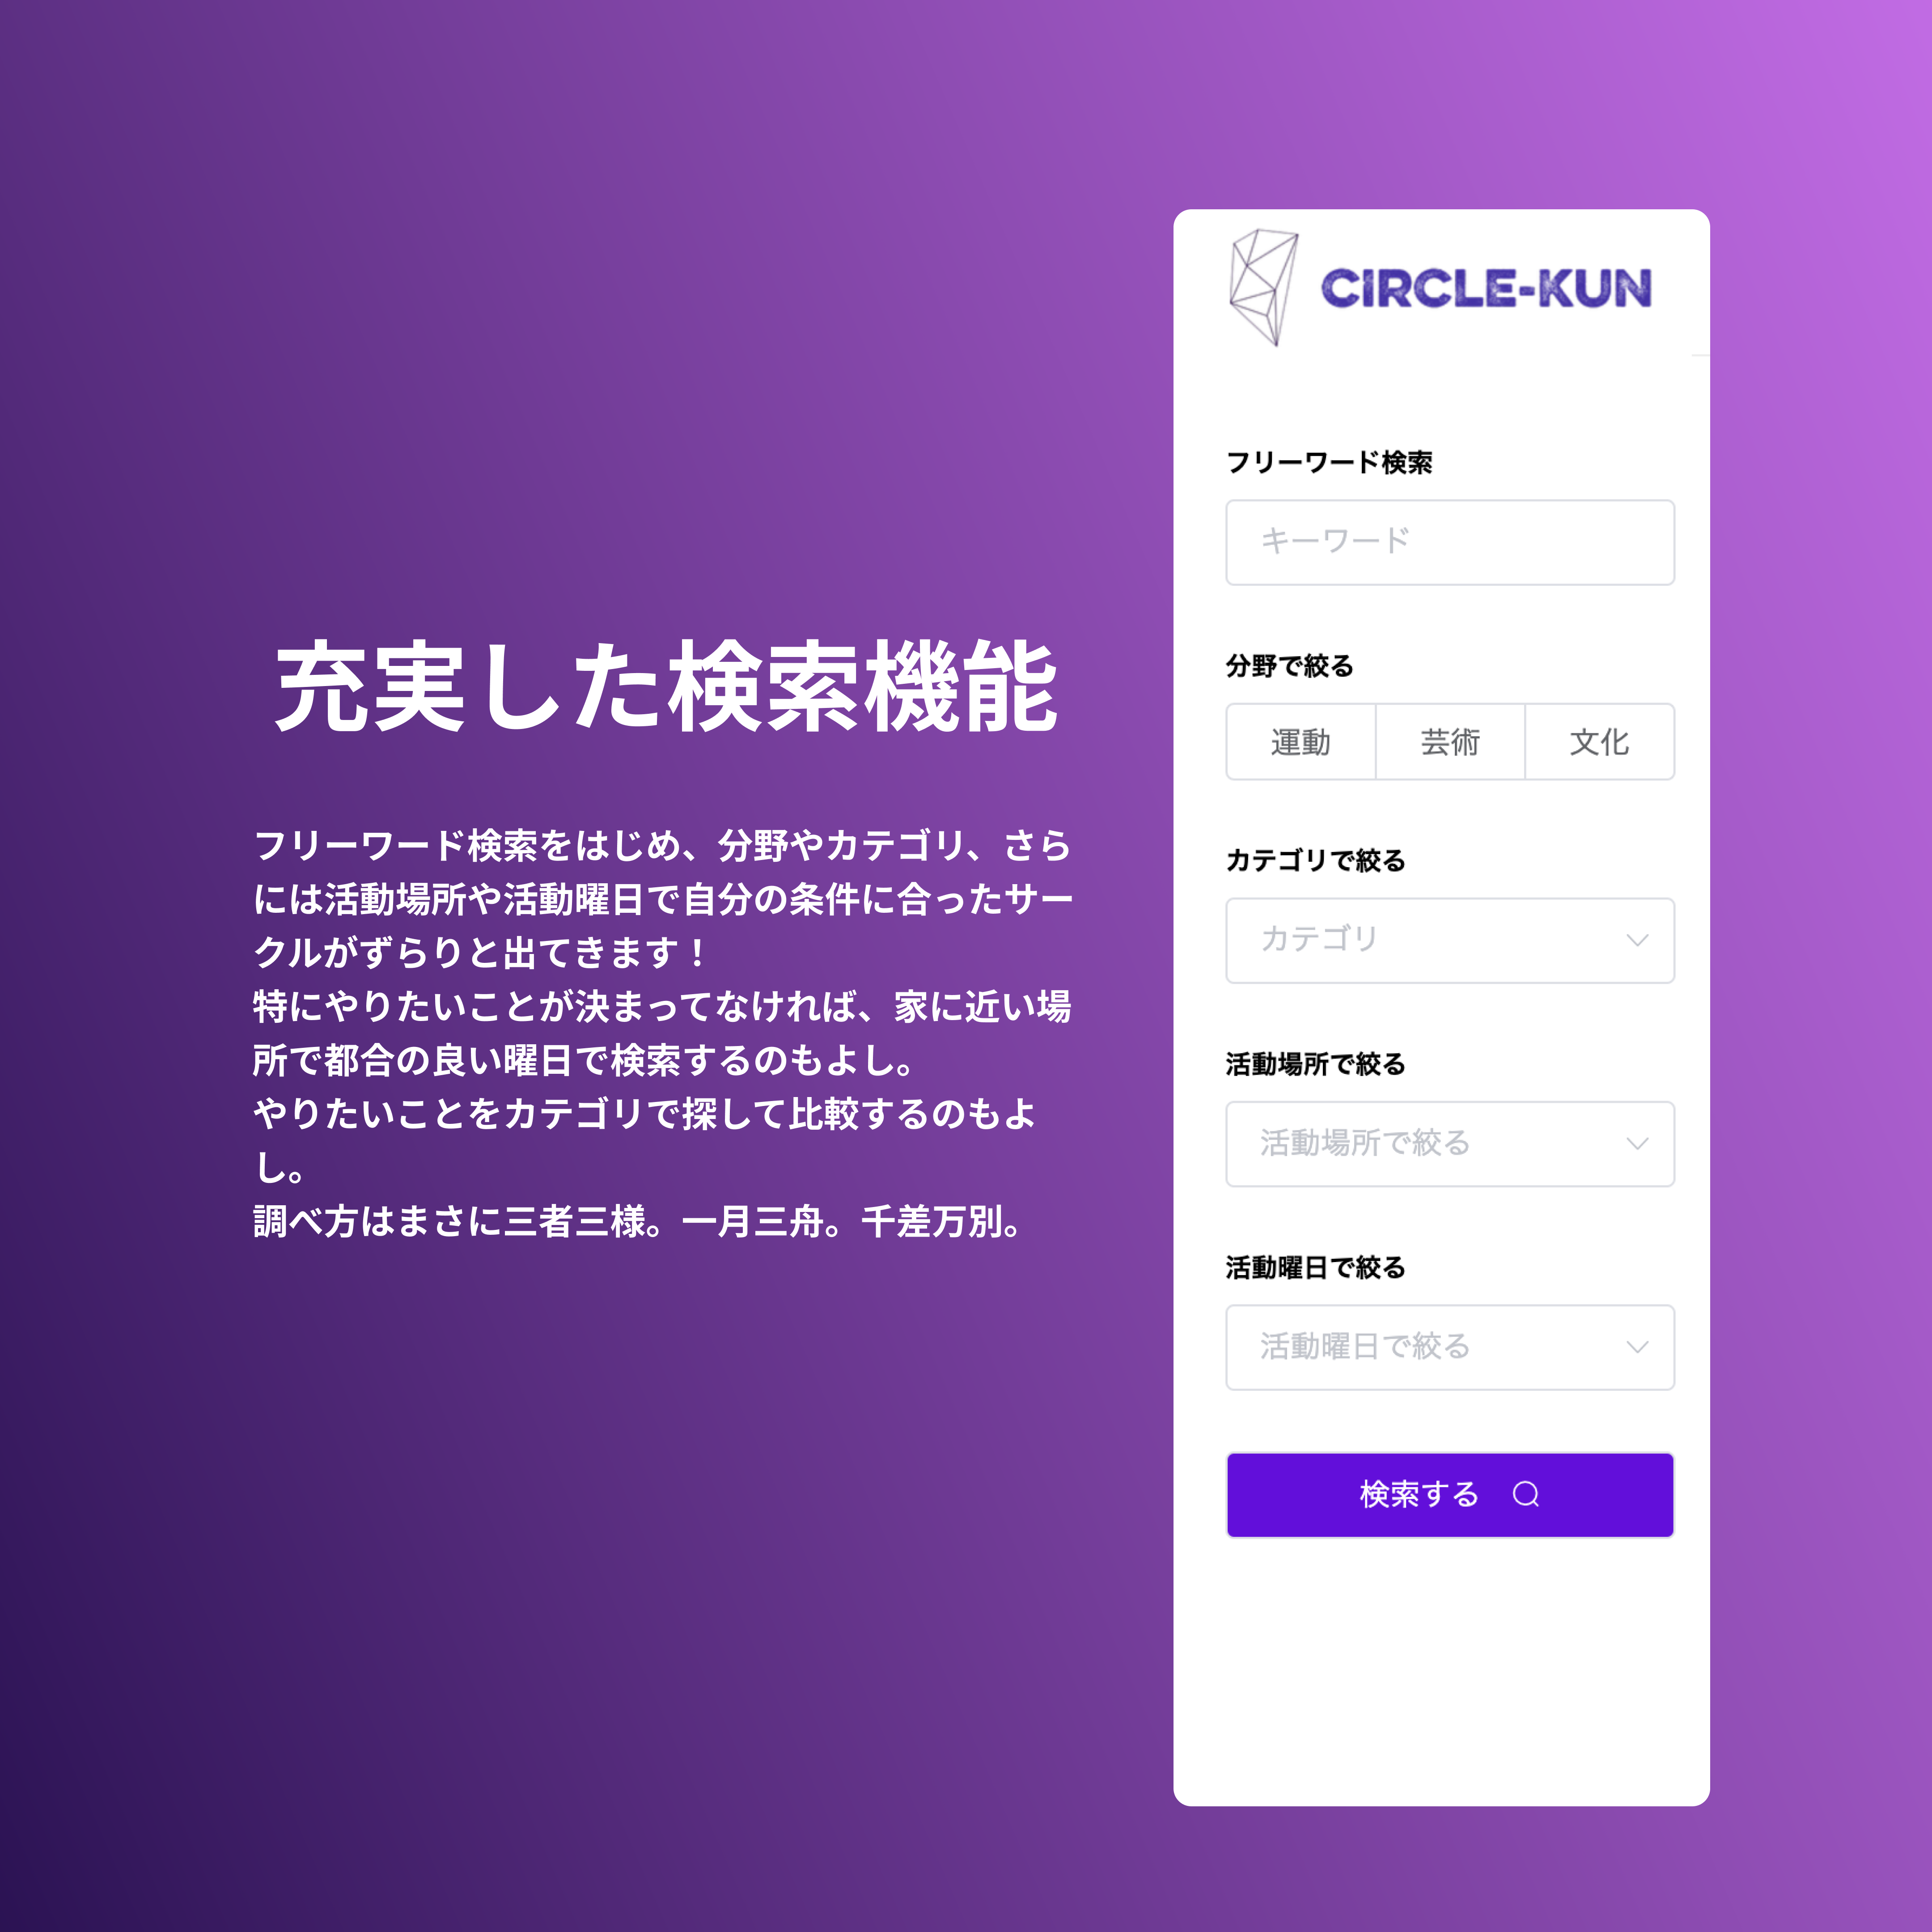 充実した検索機能
フリーワード検索をはじめ、分野やカテゴリ、さら
には活動場所や活動曜日で自分の条件に合ったサー
クルがずらりと出てきます！
特にやりたいことが決まってなければ、家に近い場
所で都合の良い曜日で検索するのもよし。
やりたいことをカテゴリで探して比較するのもよ
し。
調べ方はまさに三者三様。一月三舟。千差万別。
CIRCLE-KUN
フリーワード検索
キーワード
分野で絞る
運動 芸術 文化
カテゴリで絞る
カテゴリ
活動場所で絞る
活動場所で絞る
活動曜日で絞る
活動曜日で絞る
検索する